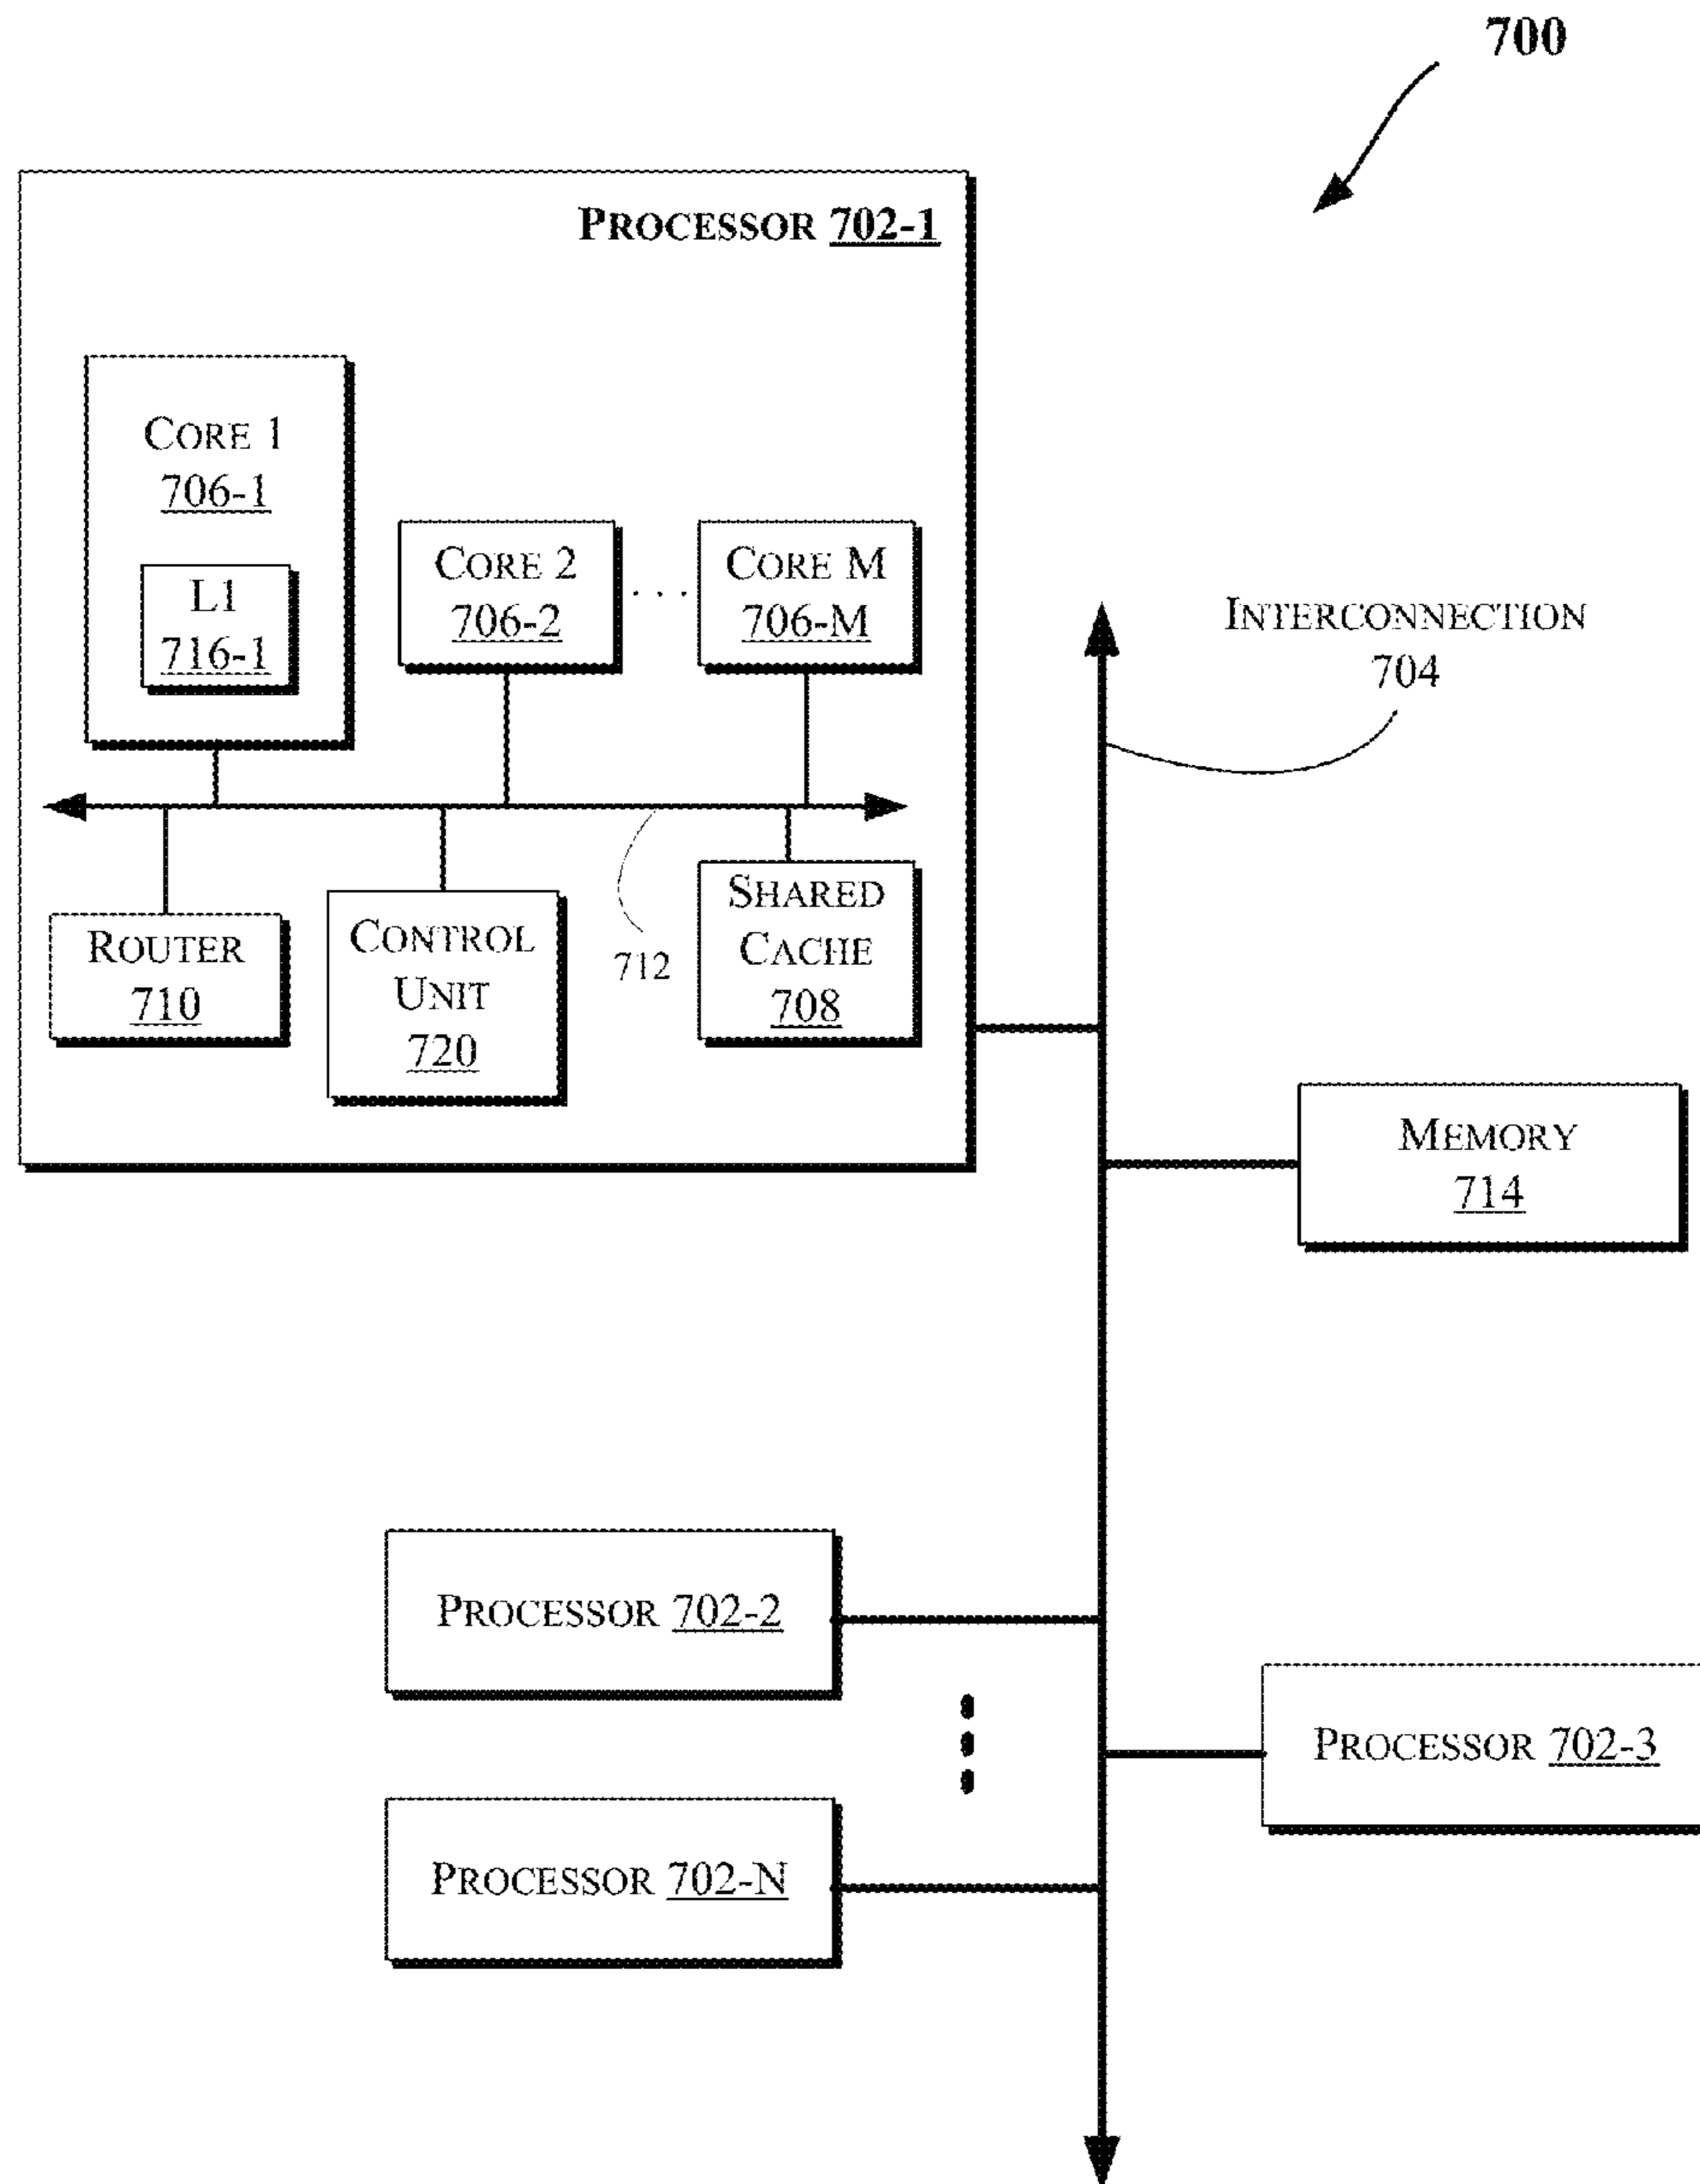 700
PROCESSOR 702-1
CORE 1
706-1
L1
716-1
CORE 2
706-2
. . .
CORE M
706-M
INTERCONNECTION
704
ROUTER
710
CONTROL
UNIT
720
712
SHARED
CACHE
708
MEMORY
714
PROCESSOR 702-2
PROCESSOR 702-3
PROCESSOR 702-N